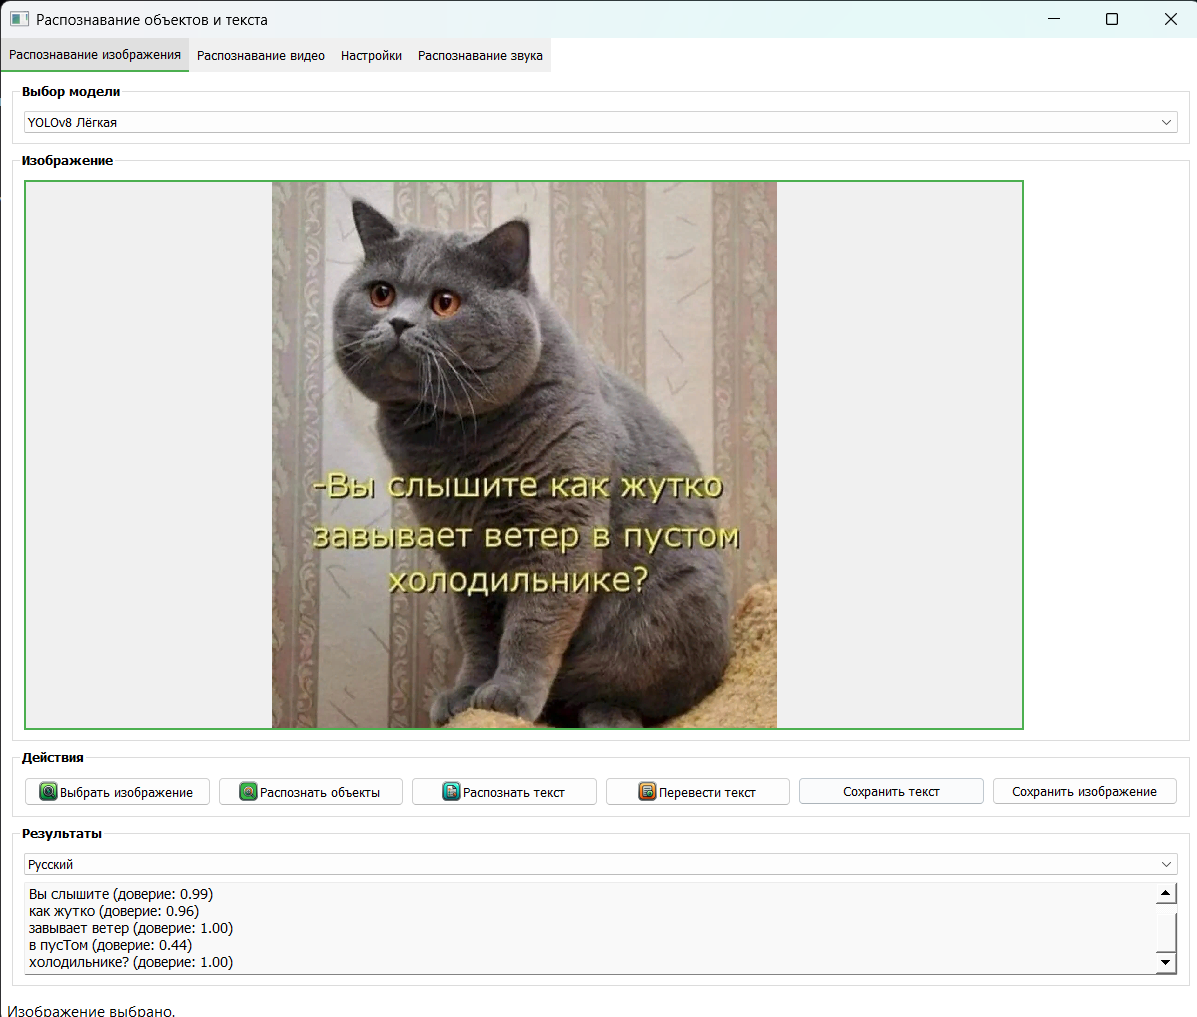 Распознавание объектов и текста
Распознавание изображения Распознавание видео Настройки Распознавание звука
Выбор модели
YOLOv8 Лёгкая
Изображение
-Вы слышите как жутко
завывает ветер в пустом
холодильнике?
Действия
Выбрать изображение Распознать объекты Распознать текст Перевести текст Сохранить текст Сохранить изображение
Результаты
Русский
Вы слышите (доверие: 0.99)
как жутко (доверие: 0.96)
завывает ветер (доверие: 1.00)
в пусТом (доверие: 0.44)
холодильнике? (доверие: 1.00)
Изображение выбрано.